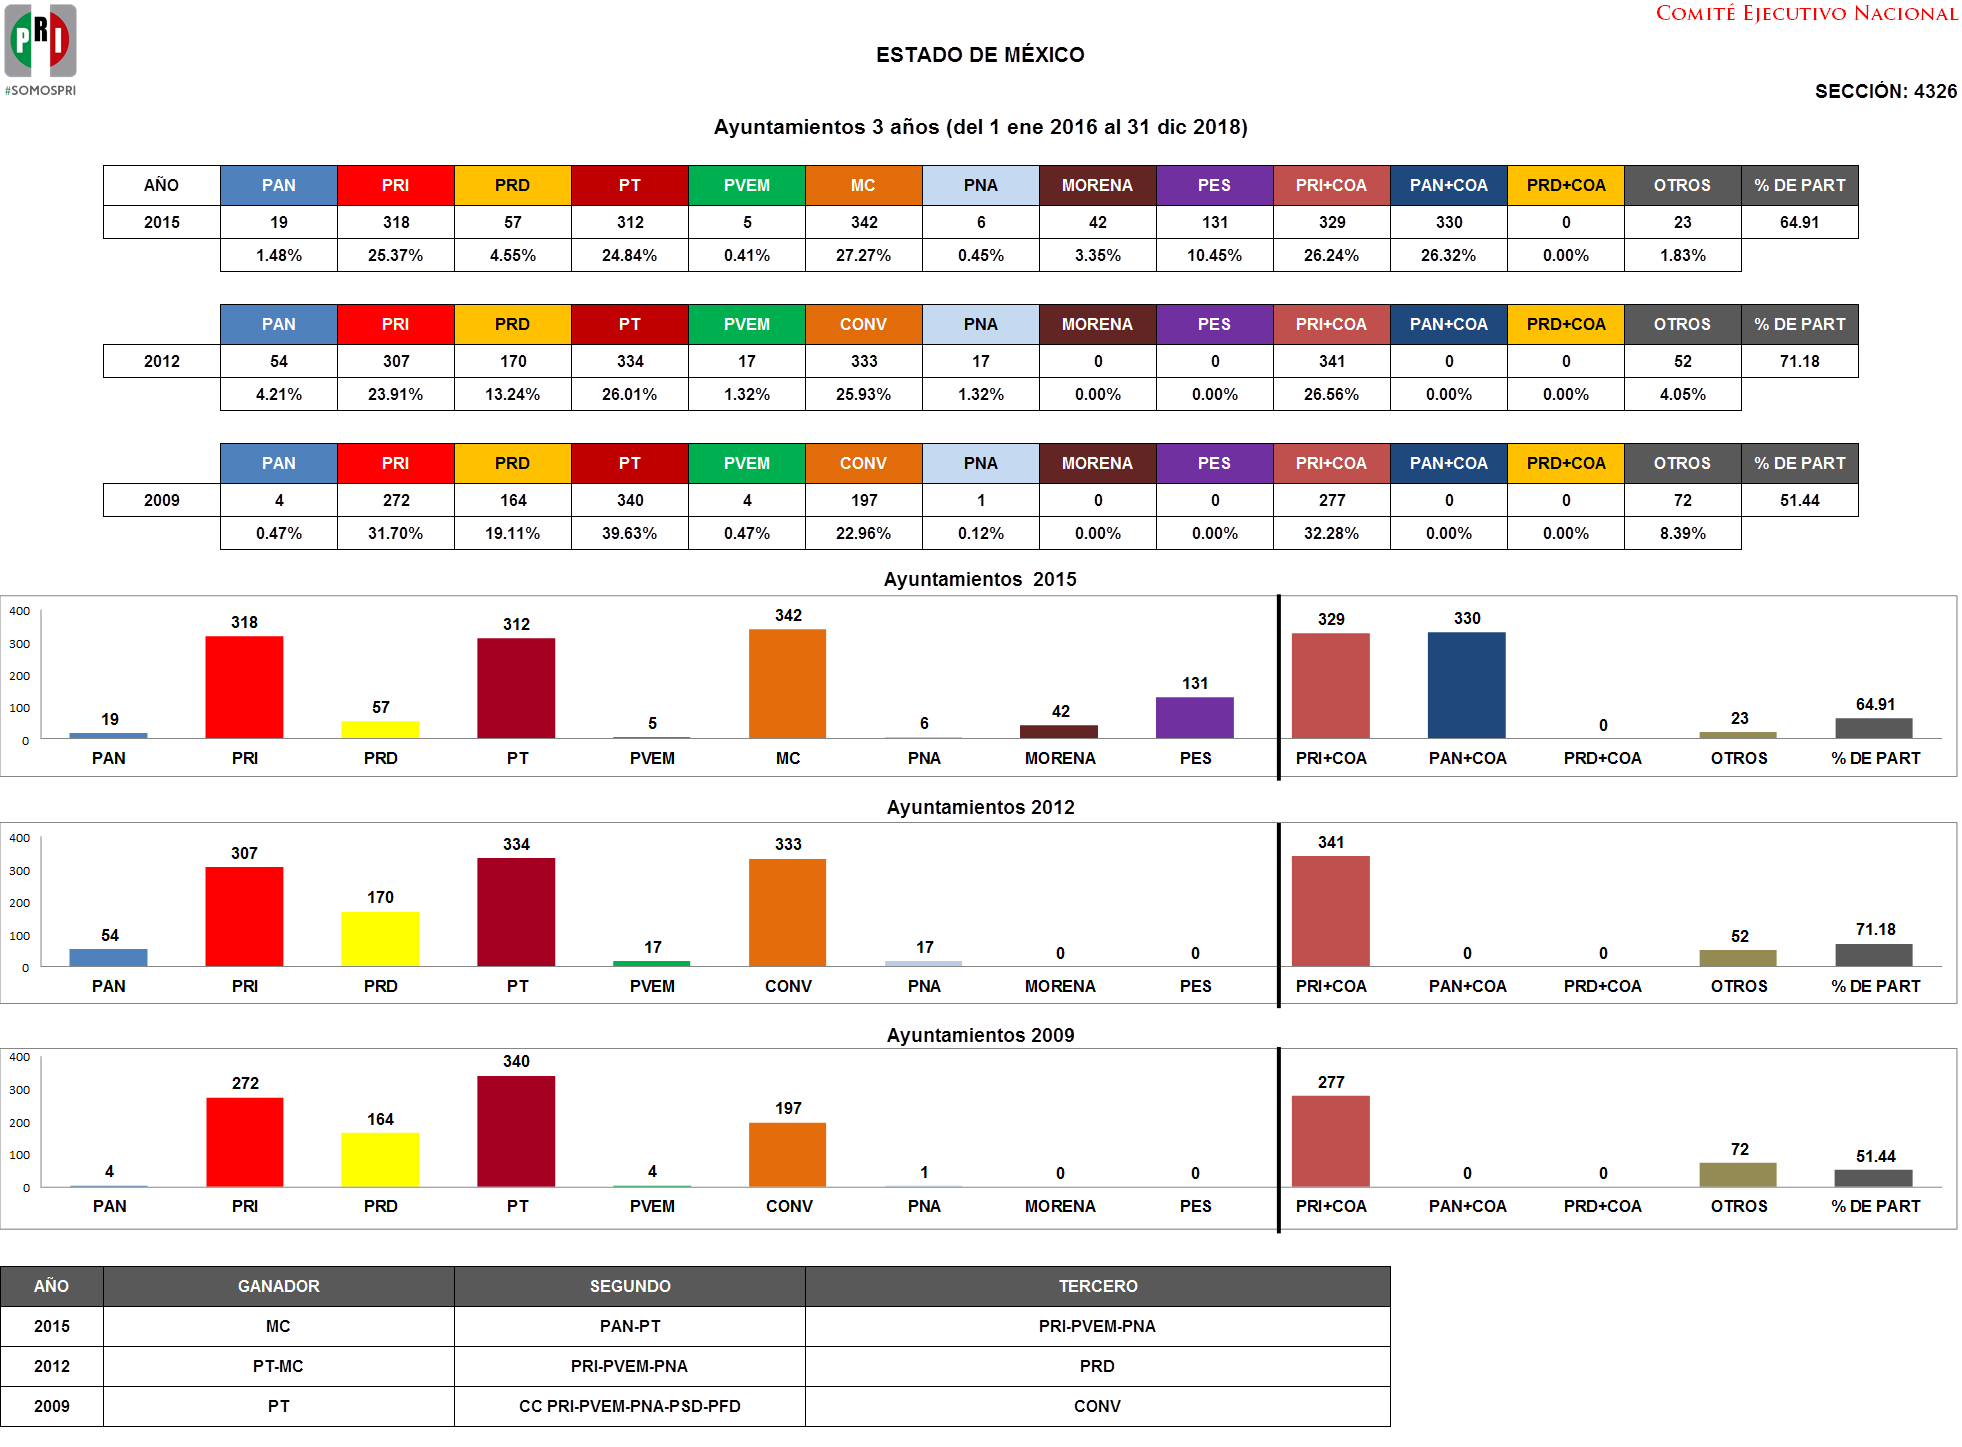 PRI
#SOMOSPRI
COMITÉ EJECUTIVO NACIONAL
ESTADO DE MÉXICO
SECCIÓN: 4326
Ayuntamientos 3 años (del 1 ene 2016 al 31 dic 2018)
AÑO PAN PRI PRD PT PVEM MC PNA MORENA PES PRI+COA PAN+COA PRD+COA OTROS % DE PART
2015 19 318 57 312 5 342 6 42 131 329 330 0 23 64.91
1.48% 25.37% 4.55% 24.84% 0.41% 27.27% 0.45% 3.35% 10.45% 26.24% 26.32% 0.00% 1.83%
PAN PRI PRD PT PVEM CONV PNA MORENA PES PRI+COA PAN+COA PRD+COA OTROS % DE PART
2012 54 307 170 334 17 333 17 0 0 341 0 0 52 71.18
4.21% 23.91% 13.24% 26.01% 1.32% 25.93% 1.32% 0.00% 0.00% 26.56% 0.00% 0.00% 4.05%
PAN PRI PRD PT PVEM CONV PNA MORENA PES PRI+COA PAN+COA PRD+COA OTROS % DE PART
2009 4 272 164 340 4 197 1 0 0 277 0 0 72 51.44
0.47% 31.70% 19.11% 39.63% 0.47% 22.96% 0.12% 0.00% 0.00% 32.28% 0.00% 0.00% 8.39%
Ayuntamientos 2015
400
300
200
100
0
19 318 57 312 5 342 6 42 131 329 330 0 23 64.91
PAN PRI PRD PT PVEM MC PNA MORENA PES PRI+COA PAN+COA PRD+COA OTROS % DE PART
Ayuntamientos 2012
400
300
200
100
0
54 307 170 334 17 333 17 0 0 341 0 0 52 71.18
PAN PRI PRD PT PVEM CONV PNA MORENA PES PRI+COA PAN+COA PRD+COA OTROS % DE PART
Ayuntamientos 2009
400
300
200
100
0
4 272 164 340 4 197 1 0 0 277 0 0 72 51.44
PAN PRI PRD PT PVEM CONV PNA MORENA PES PRI+COA PAN+COA PRD+COA OTROS % DE PART
AÑO GANADOR SEGUNDO TERCERO
2015 MC PAN-PT PRI-PVEM-PNA
2012 PT-MC PRI-PVEM-PNA PRD
2009 PT CC PRI-PVEM-PNA-PSD-PFD CONV